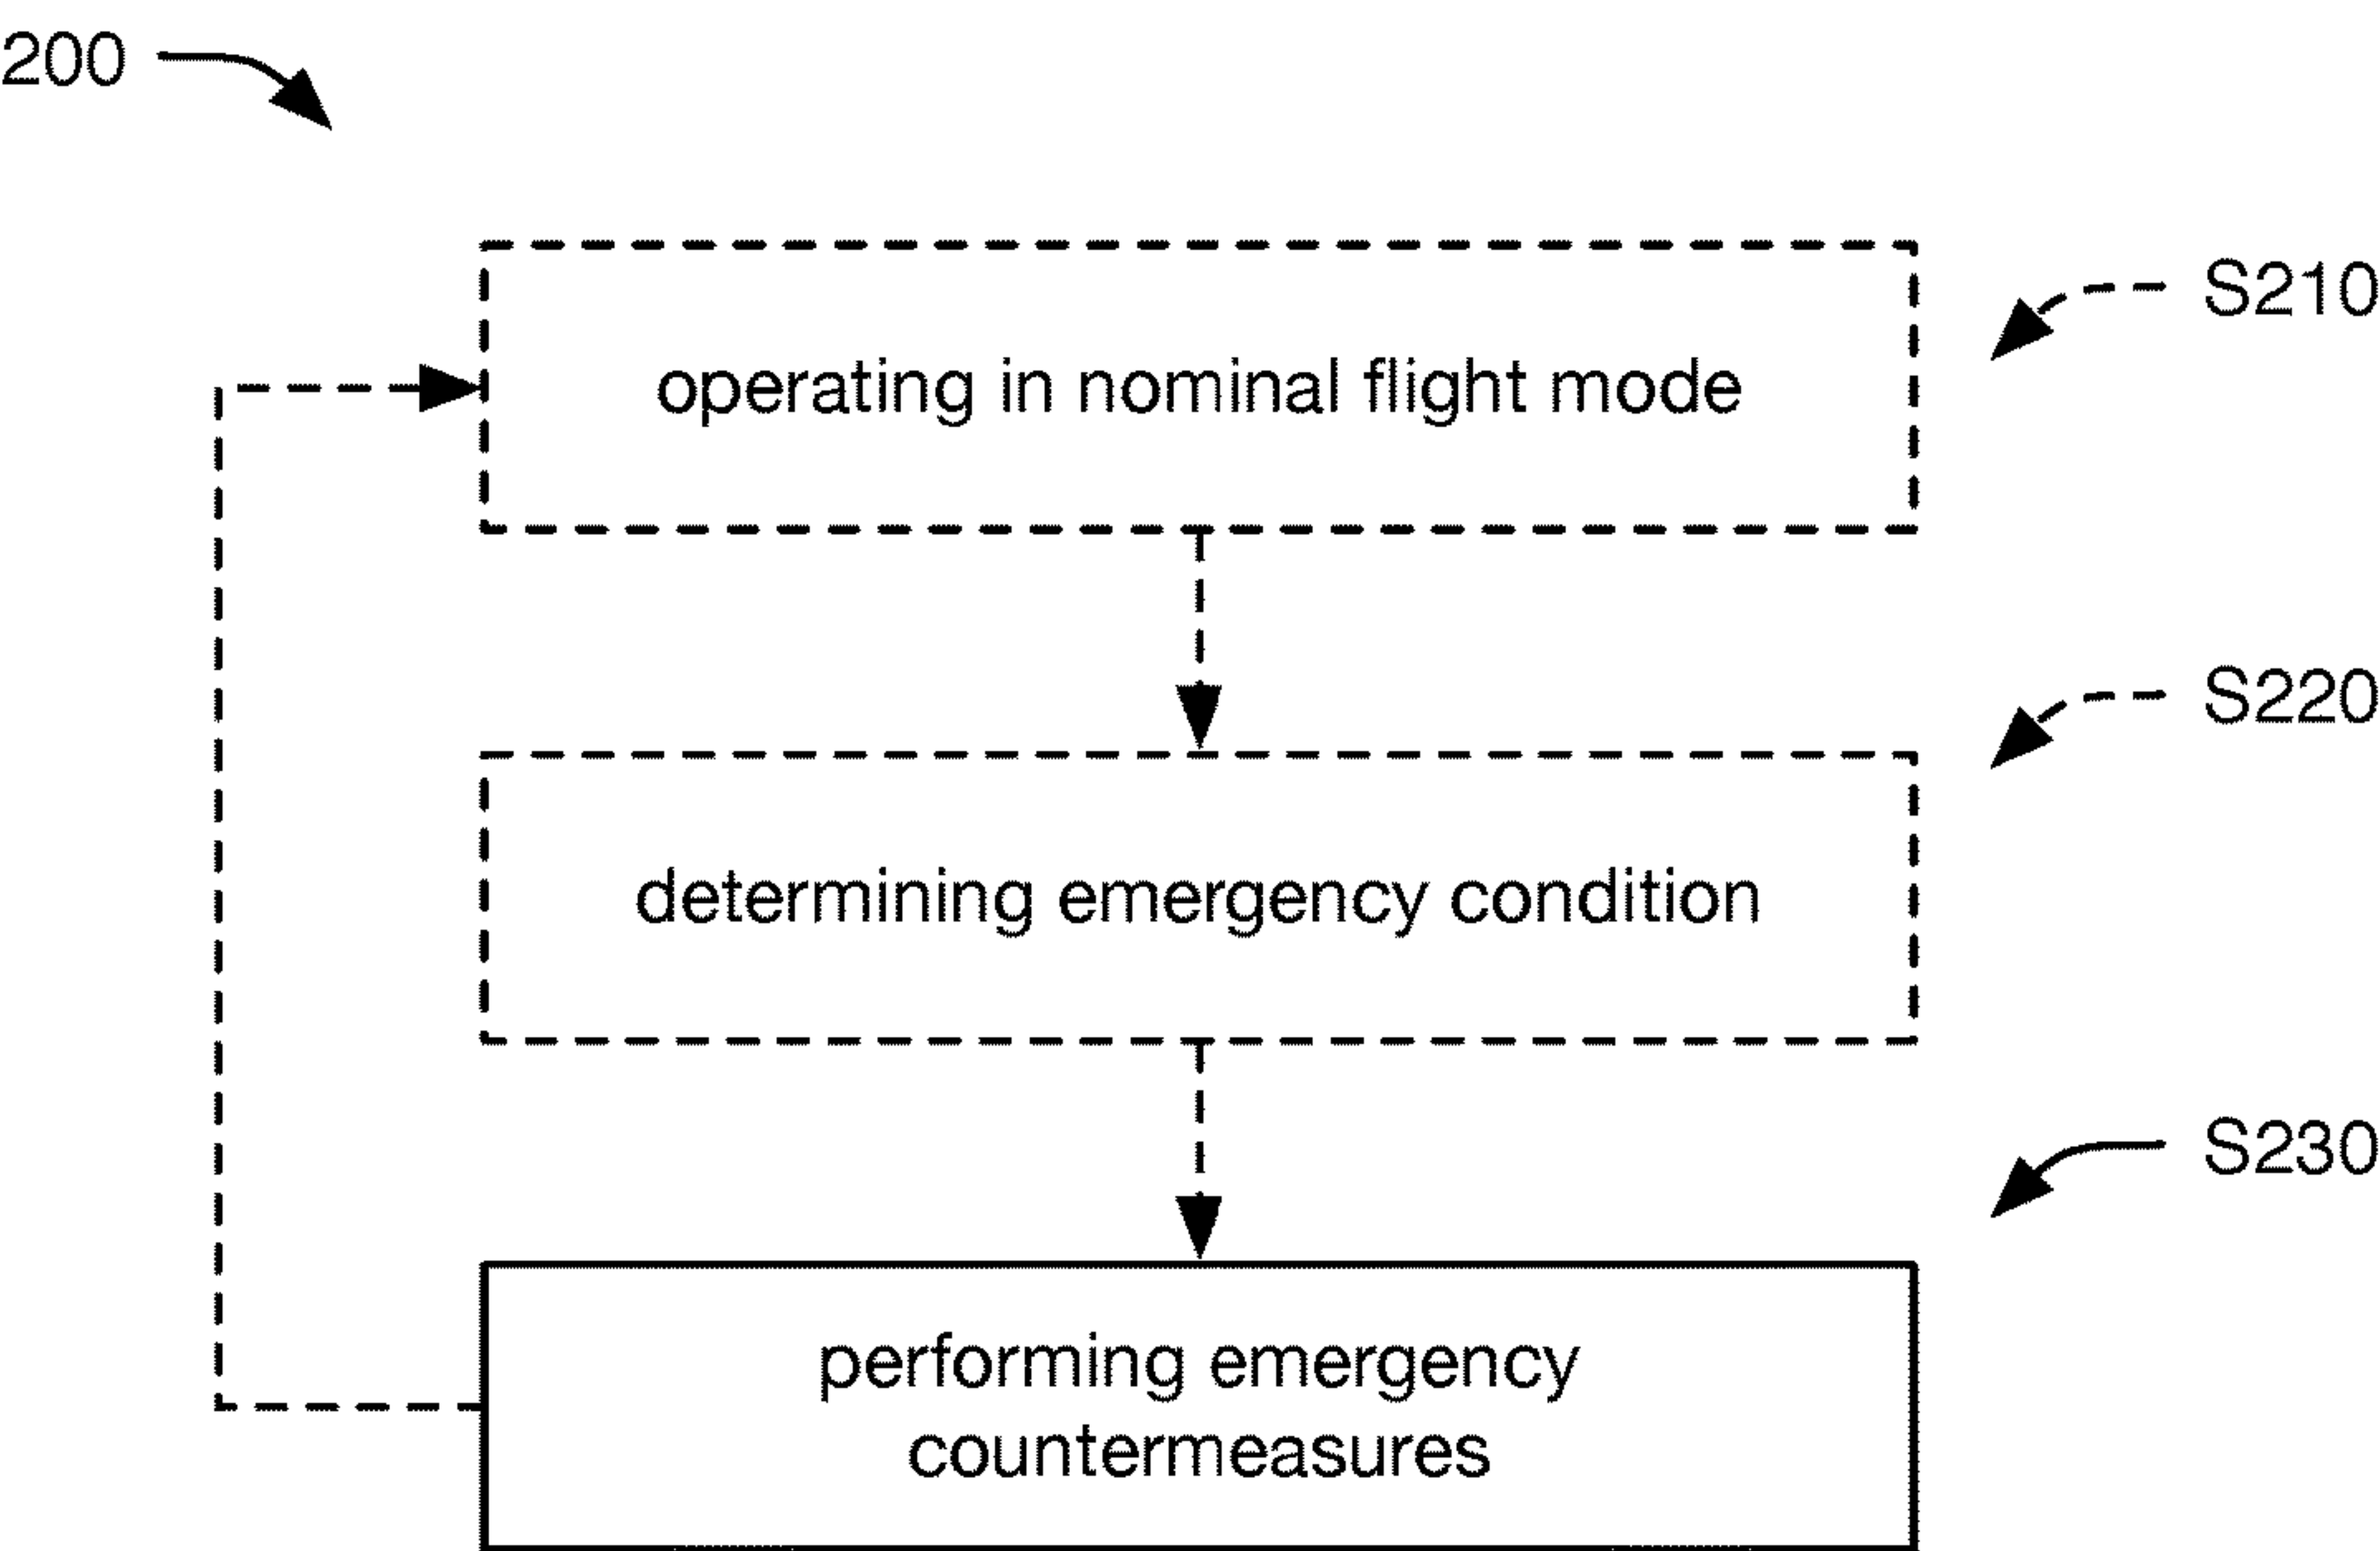 200
S210
operating in nominal flight mode
S220
determining emergency condition
S230
performing emergency
countermeasures